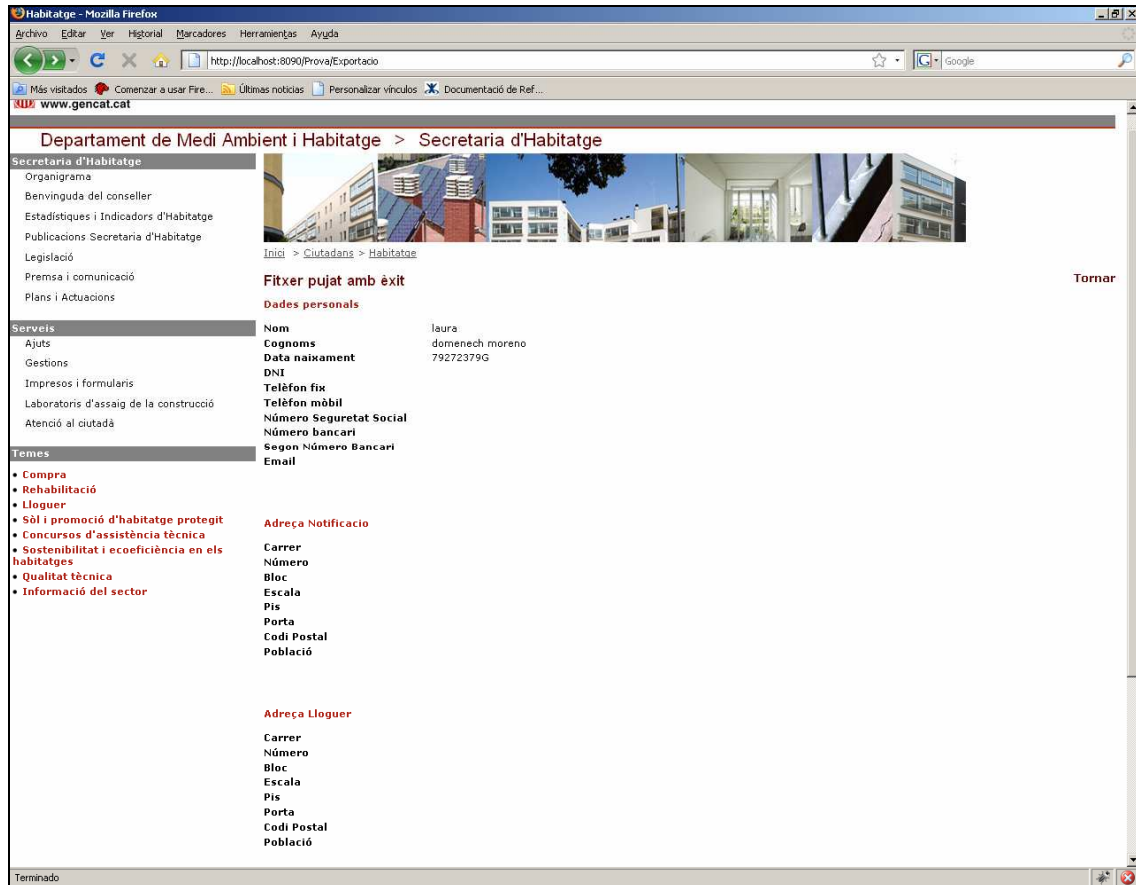 Habitatge - Mozilla Firefox
Archivo Editar Ver Historial Marcadores Herramientas Ayuda
http://localhost:8090/Prova/Exportacio
Google
Más visitados Comenzar a usar Fire... Últimas noticias Personalizar vínculos Documentació de Ref...
www.gencat.cat
Departament de Medi Ambient i Habitatge > Secretaria d'Habitatge
Secretaria d'Habitatge
Organigrama
Benvinguda del conseller
Estadístiques i Indicadors d'Habitatge
Publicacions Secretaria d'Habitatge
Legislació
Premsa i comunicació
Plans i Actuacions
Serveis
Ajuts
Gestions
Impresos i formularis
Laboratoris d'assaig de la construcció
Atenció al ciutadà
Temes
• Compra
• Rehabilitació
• Lloguer
• Sòl i promoció d'habitatge protegit
• Concursos d'assistència tècnica
• Sostenibilitat i ecoeficiència en els
habitatges
• Qualitat tècnica
• Informació del sector
Inici > Ciutadans > Habitatge
Fitxer pujat amb èxit
Tornar
Dades personals
Nom laura
Cognoms domenech moreno
Data naixament 79272379G
DNI
Telèfon fix
Telèfon mòbil
Número Seguretat Social
Número bancari
Segon Número Bancari
Email
Adreça Notificacio
Carrer
Número
Bloc
Escala
Pis
Porta
Codi Postal
Població
Adreça Lloguer
Carrer
Número
Bloc
Escala
Pis
Porta
Codi Postal
Població
Terminado